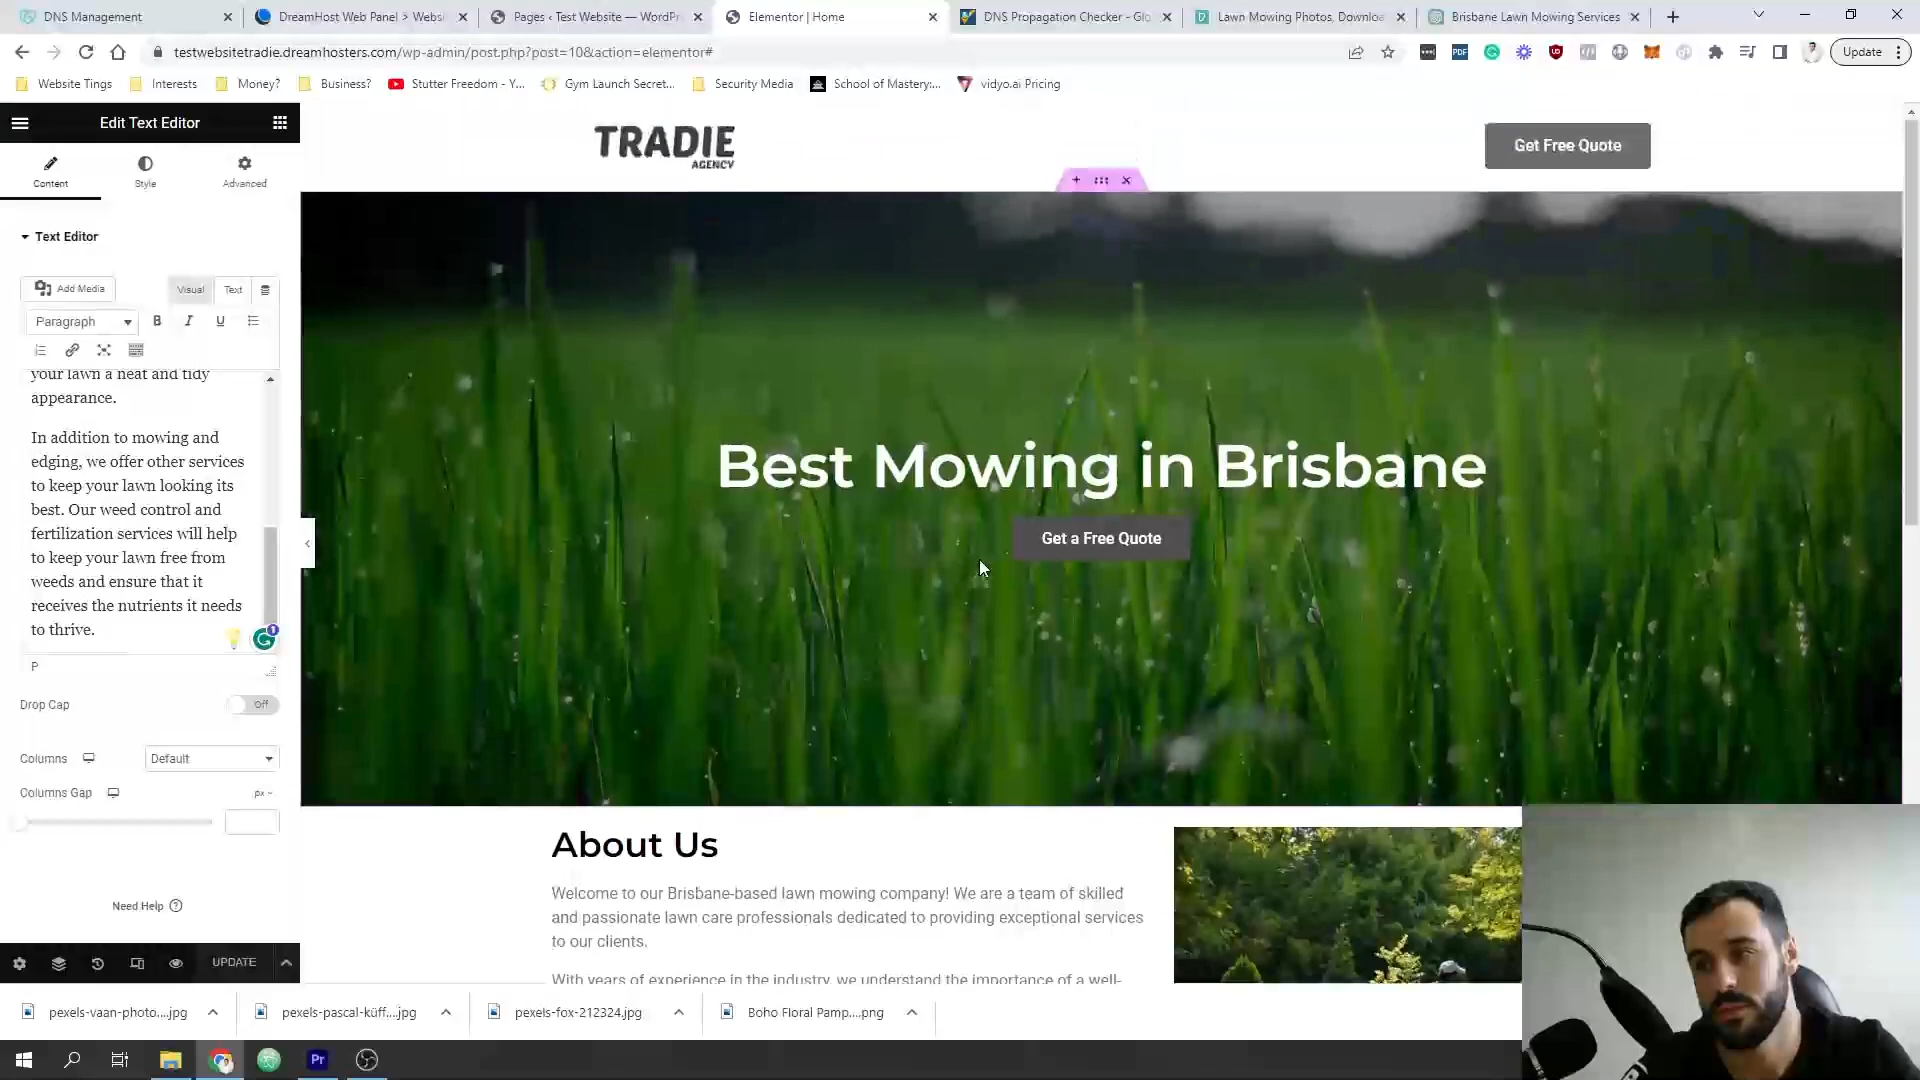 DNS Management
DreamHost Web Panel > Websi
Pages ‹ Test Website — WordPr
Elementor | Home
DNS Propagation Checker - Glo
Lawn Mowing Photos, Downloa
Brisbane Lawn Mowing Services
testwebsitetradie.dreamhosters.com/wp-admin/post.php?post=10&action=elementor#
PDF
Update
Website Tings
Interests
Money?
Business?
Stutter Freedom - Y...
Gym Launch Secret...
Security Media
School of Mastery:...
vidyo.ai Pricing
Edit Text Editor
Content
Style
Advanced
Text Editor
Add Media
Visual
Text
Paragraph
B
I
U
your lawn a neat and tidy
appearance.
In addition to mowing and
edging, we offer other services
to keep your lawn looking its
best. Our weed control and
fertilization services will help
to keep your lawn free from
weeds and ensure that it
receives the nutrients it needs
to thrive.
1
P
Drop Cap
Off
Columns
Default
Columns Gap
px
Need Help
UPDATE
TRADIE
AGENCY
Get Free Quote
Best Mowing in Brisbane
Get a Free Quote
About Us
Welcome to our Brisbane-based lawn mowing company! We are a team of skilled
and passionate lawn care professionals dedicated to providing exceptional services
to our clients.
With years of experience in the industry, we understand the importance of a well-
pexels-vaan-photo....jpg
pexels-pascal-küff....jpg
pexels-fox-212324.jpg
Boho Floral Pamp....png
Pr